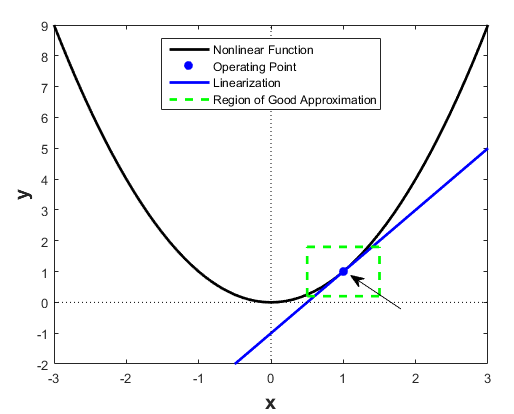 9
8
7
6
5
4
3
2
1
0
-1
-2
y
Nonlinear Function
Operating Point
Linearization
Region of Good Approximation
-3 -2 -1 0 1 2 3
x